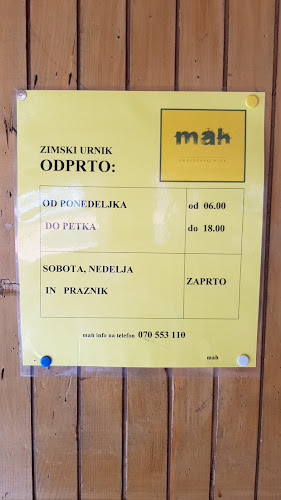 mah
ZIMSKI URNIK
ODPRTO:
OD PONEDELJKA od 06.00
DO PETKA do 18.00
SOBOTA, NEDELJA
IN PRAZNIK ZAPRTO
mah info na telefon 070 553 110
mah